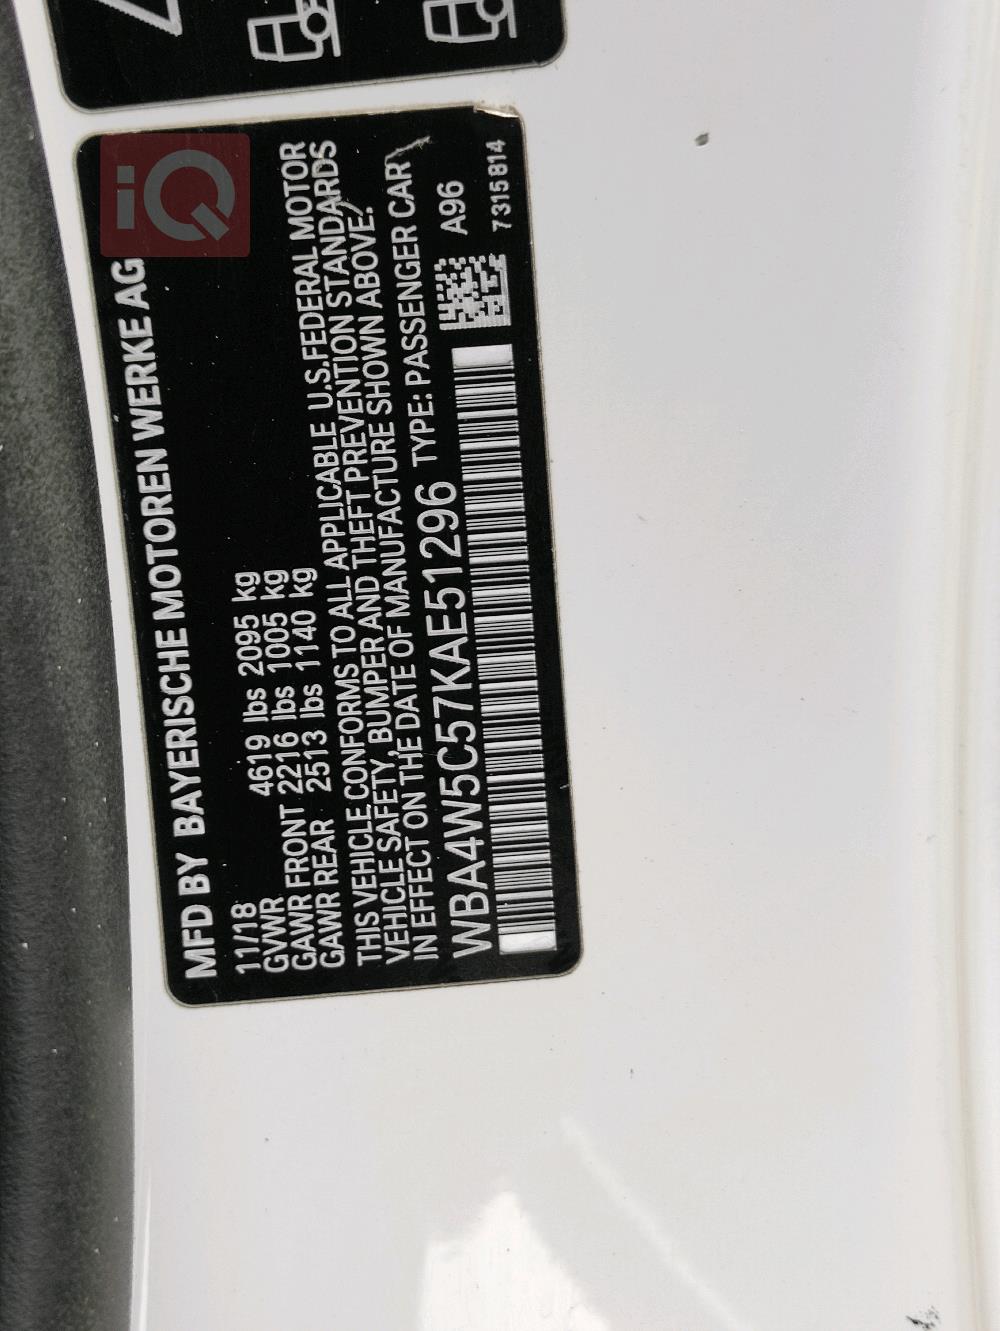 iQ
MFD BY BAYERISCHE MOTOREN WERKE AG
11/18
GVWR 4619 lbs 2095 kg
GAWR FRONT 2216 lbs 1005 kg
GAWR REAR 2513 lbs 1140 kg
THIS VEHICLE CONFORMS TO ALL APPLICABLE U.S.FEDERAL MOTOR
VEHICLE SAFETY, BUMPER AND THEFT PREVENTION STANDARDS
IN EFFECT ON THE DATE OF MANUFACTURE SHOWN ABOVE.
WBA4W5C57KAE51296 TYPE: PASSENGER CAR
A96
7315814